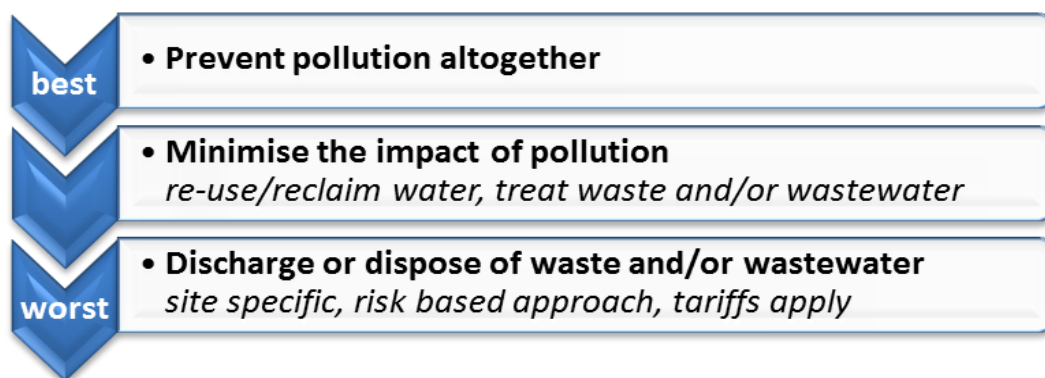 best
• Prevent pollution altogether
• Minimise the impact of pollution
re-use/reclaim water, treat waste and/or wastewater
worst
• Discharge or dispose of waste and/or wastewater
site specific, risk based approach, tariffs apply